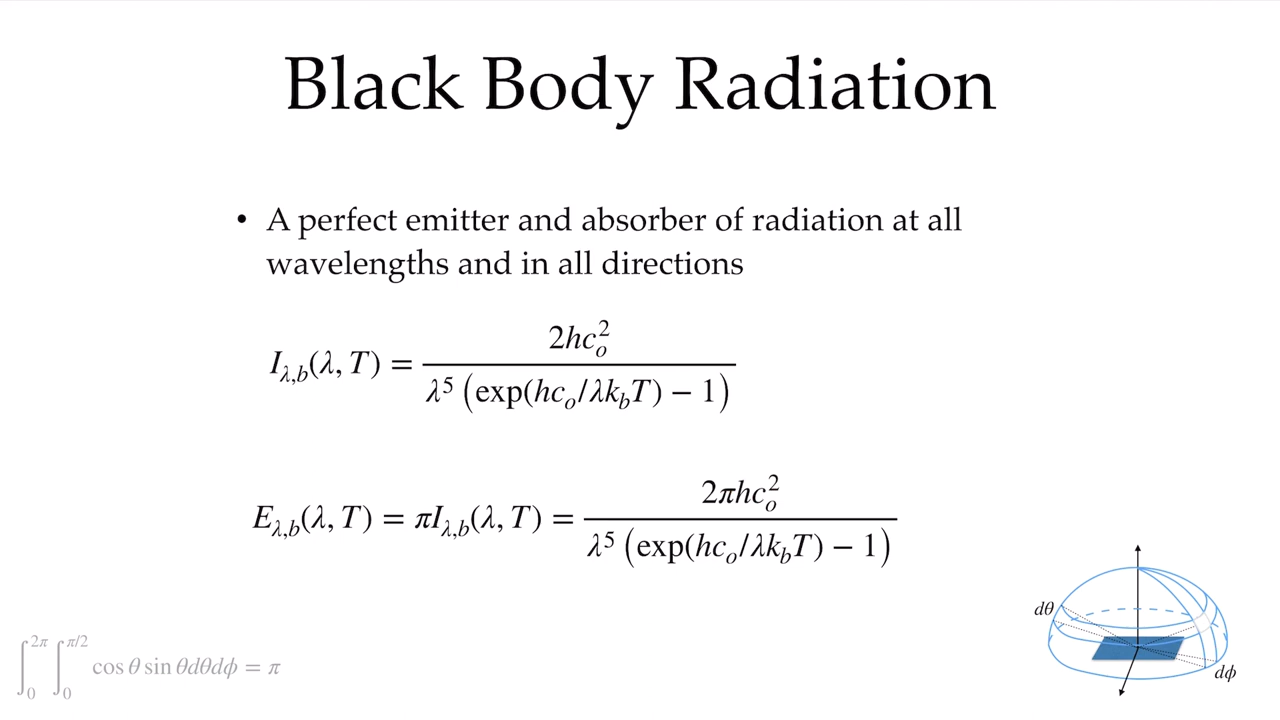 Black Body Radiation
• A perfect emitter and absorber of radiation at all
wavelengths and in all directions
I_{λ,b}(λ, T) = \frac{2hc_o^2}{λ^5 (exp(hc_o/λk_bT) − 1)}
E_{λ,b}(λ, T) = πI_{λ,b}(λ, T) = \frac{2πhc_o^2}{λ^5 (exp(hc_o/λk_bT) − 1)}
dθ
dϕ
∫_0^{2π} ∫_0^{π/2} cos θ sin θdθdϕ = π